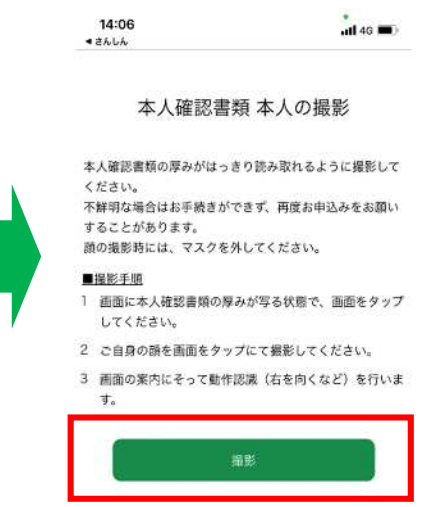 14:06
4G
◀さんしん
本人確認書類 本人の撮影
本人確認書類の厚みがはっきり読み取れるように撮影して
ください。
不鮮明な場合はお手続きができず、再度お申込みをお願い
することがあります。
顔の撮影時には、マスクを外してください。
■撮影手順
1 画面に本人確認書類の厚みが写る状態で、画面をタップ
してください。
2 ご自身の顔を画面をタップにて撮影してください。
3 画面の案内にそって動作認識（右を向くなど）を行いま
す。
撮影